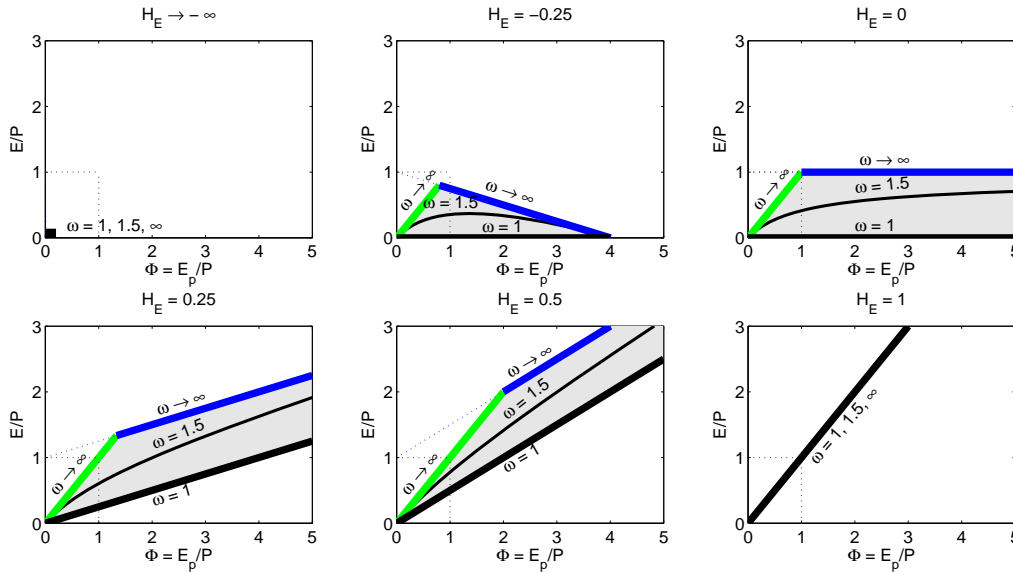 H_E → − ∞
3
2
1
0
E/P
ω = 1, 1.5, ∞
0 1 2 3 4 5
Φ = E_p/P
H_E = −0.25
3
2
1
0
E/P
ω → ∞
ω → ∞
ω = 1.5
ω = 1
0 1 2 3 4 5
Φ = E_p/P
H_E = 0
3
2
1
0
E/P
ω → ∞
ω → ∞
ω = 1.5
ω = 1
0 1 2 3 4 5
Φ = E_p/P
H_E = 0.25
3
2
1
0
E/P
ω → ∞
ω → ∞
ω = 1.5
ω = 1
0 1 2 3 4 5
Φ = E_p/P
H_E = 0.5
3
2
1
0
E/P
ω → ∞
ω → ∞
ω = 1.5
ω = 1
0 1 2 3 4 5
Φ = E_p/P
H_E = 1
3
2
1
0
E/P
ω = 1, 1.5, ∞
0 1 2 3 4 5
Φ = E_p/P